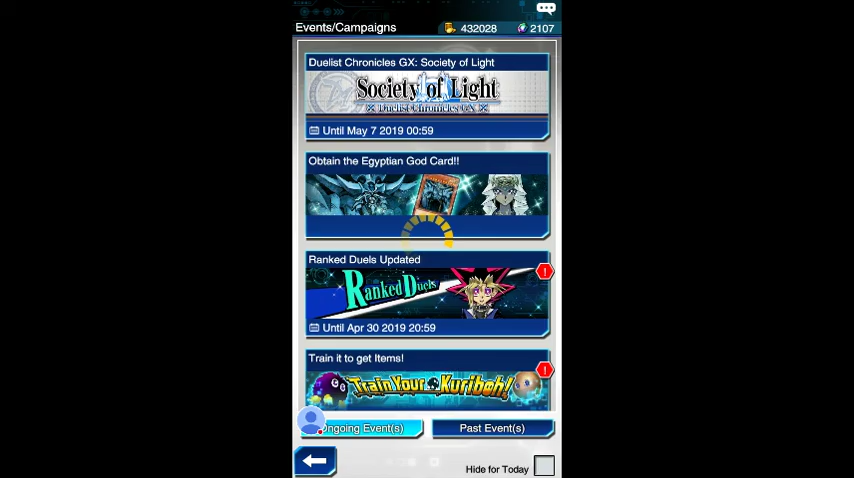 Events/Campaigns
432028
2107
Duelist Chronicles GX: Society of Light
Society of Light
Duelist Chronicles GX
Until May 7 2019 00:59
Obtain the Egyptian God Card!!
Ranked Duels Updated
Ranked Duels
Until Apr 30 2019 20:59
Train it to get Items!
Train Your Kuriboh!
Ongoing Event(s)
Past Event(s)
Hide for Today